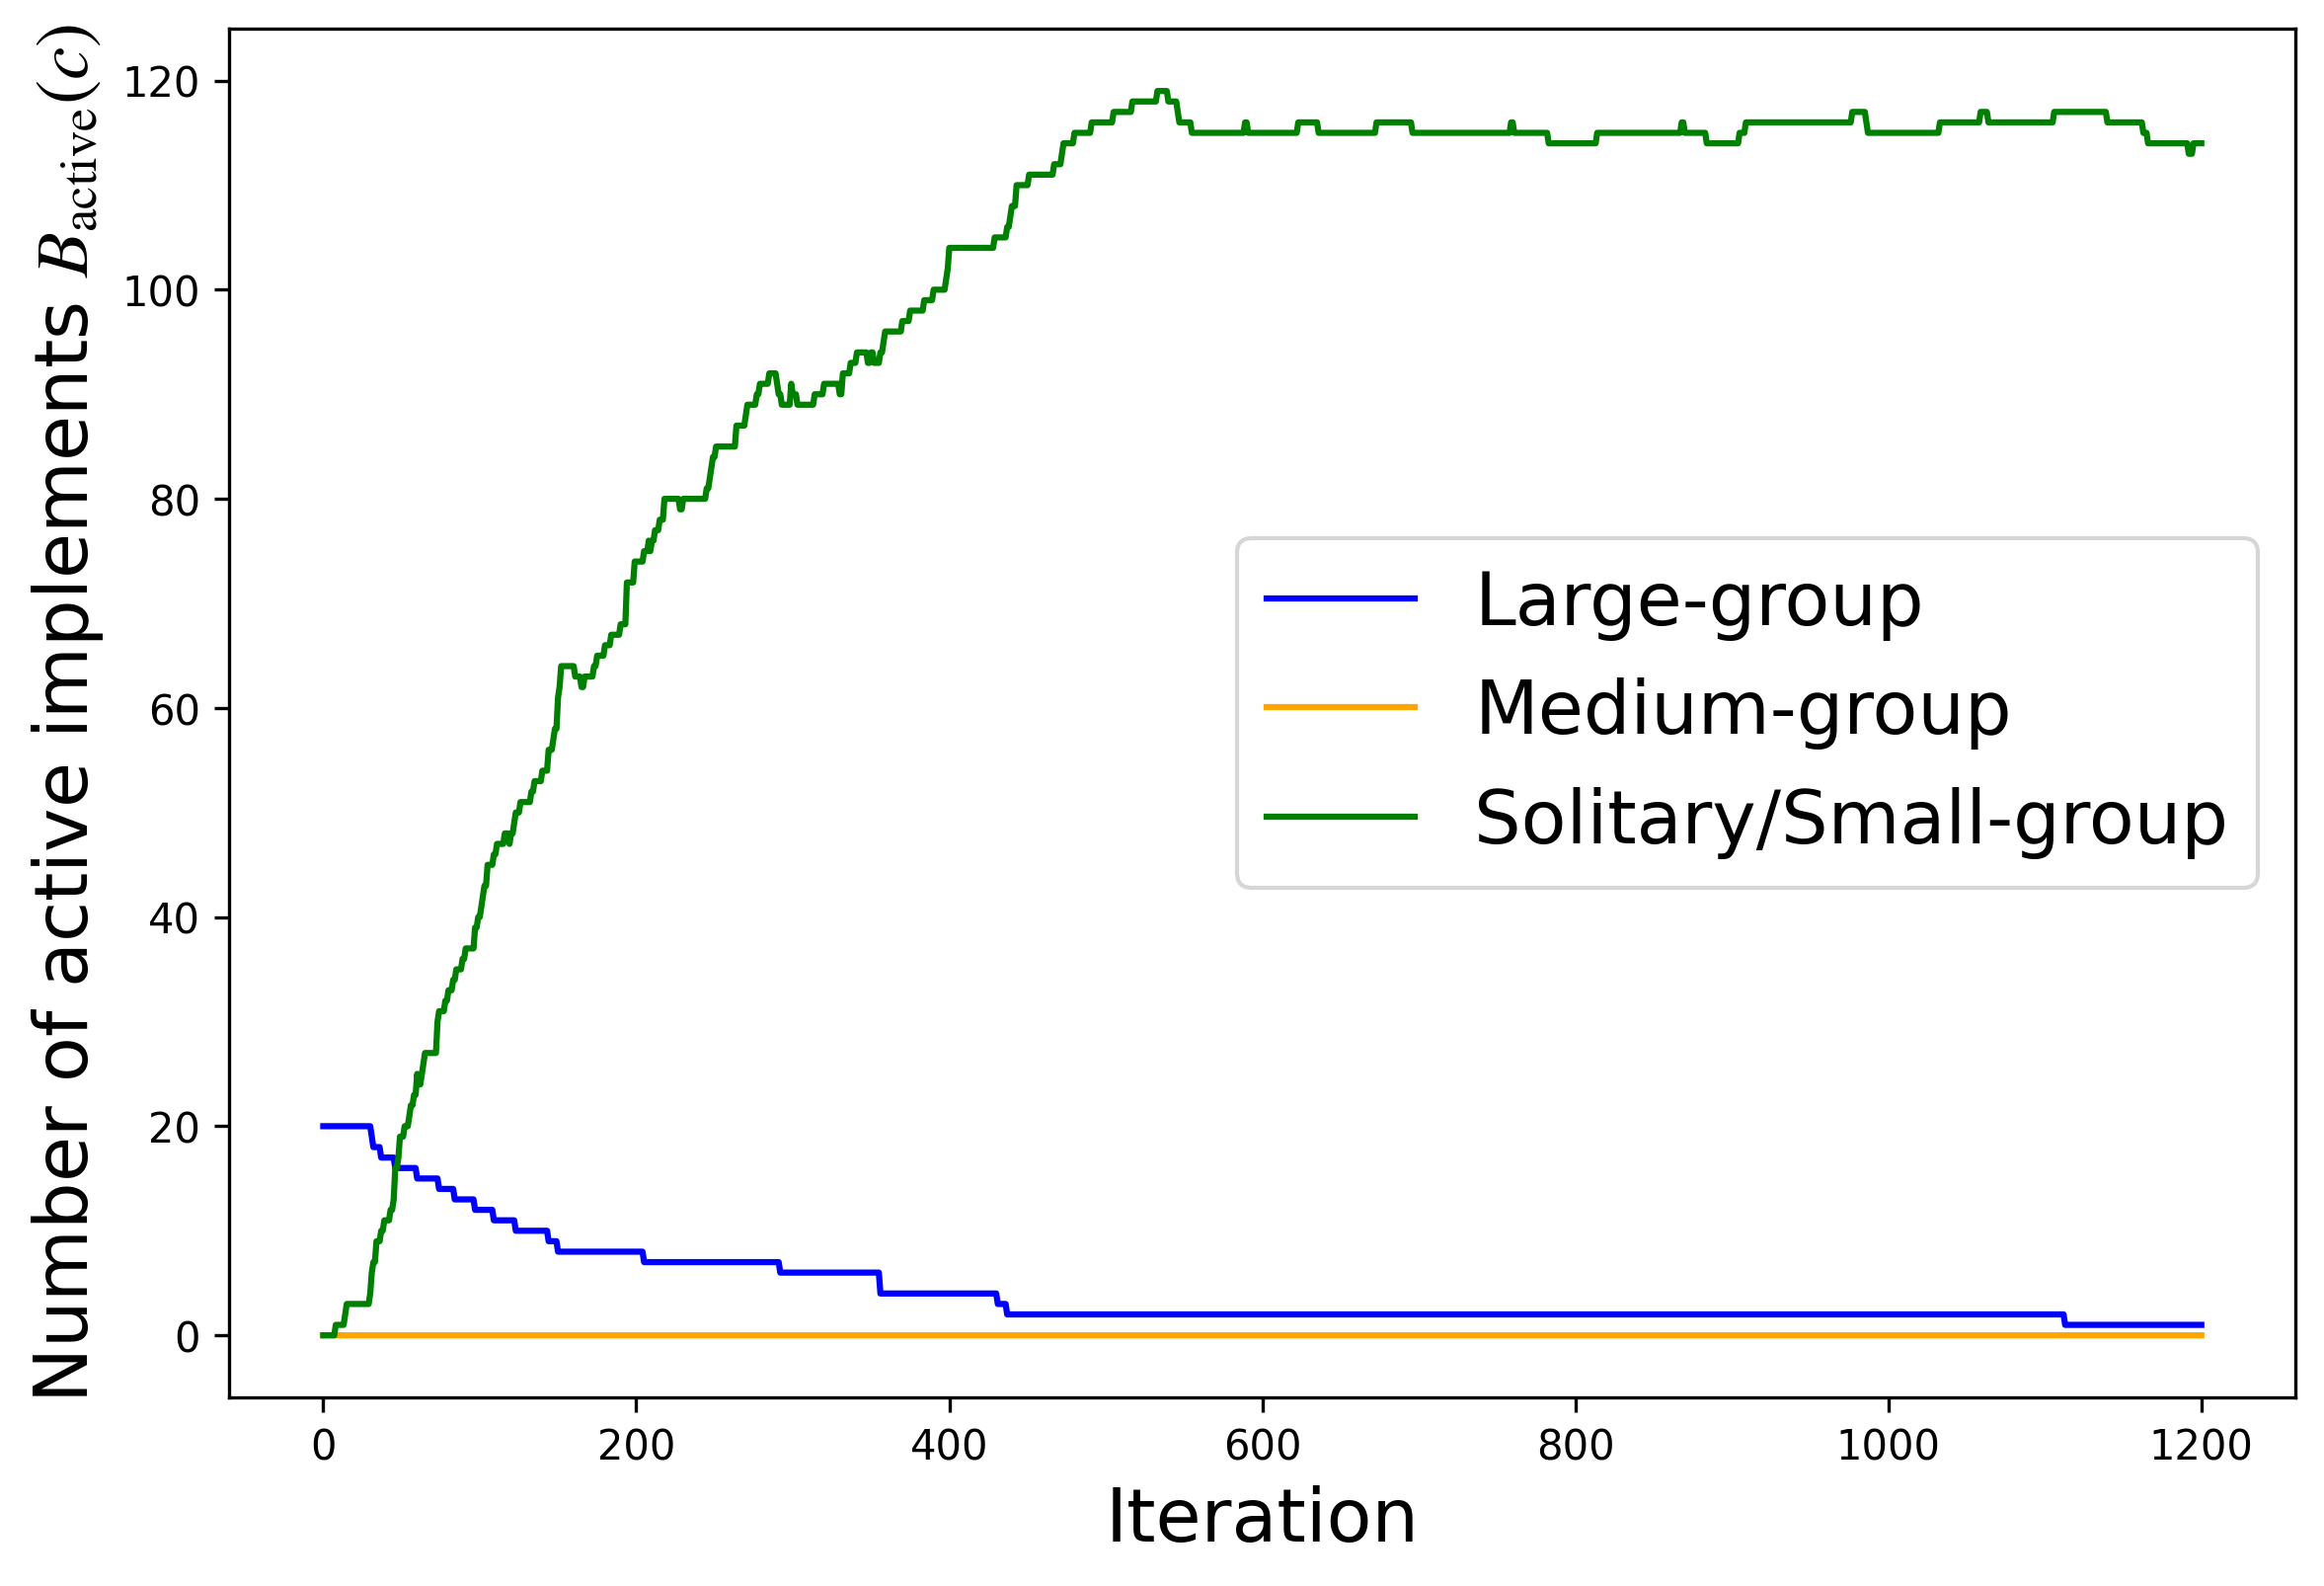 Number of active implements B_active(c)
120
100
80
60
40
20
0
Large-group
Medium-group
Solitary/Small-group
0 200 400 600 800 1000 1200
Iteration